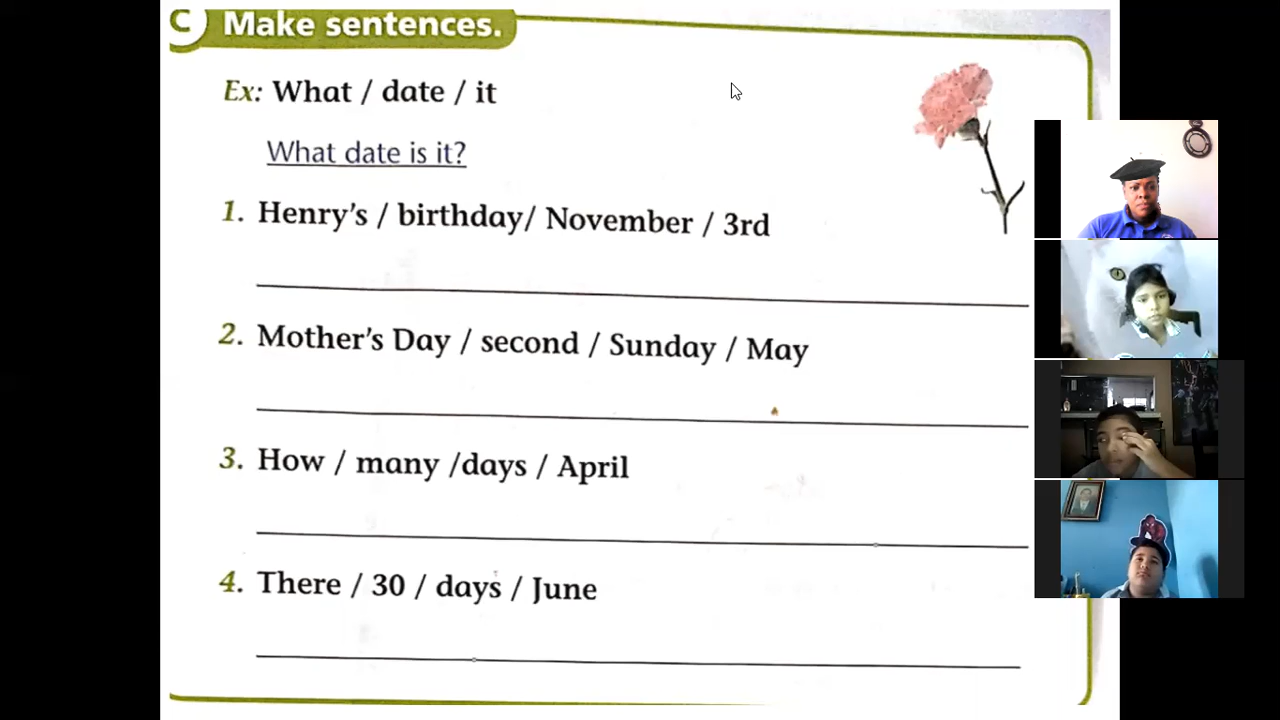 C Make sentences.
Ex: What / date / it
What date is it?
1. Henry's / birthday/ November / 3rd
2. Mother's Day / second / Sunday / May
3. How / many /days / April
4. There / 30 / days / June